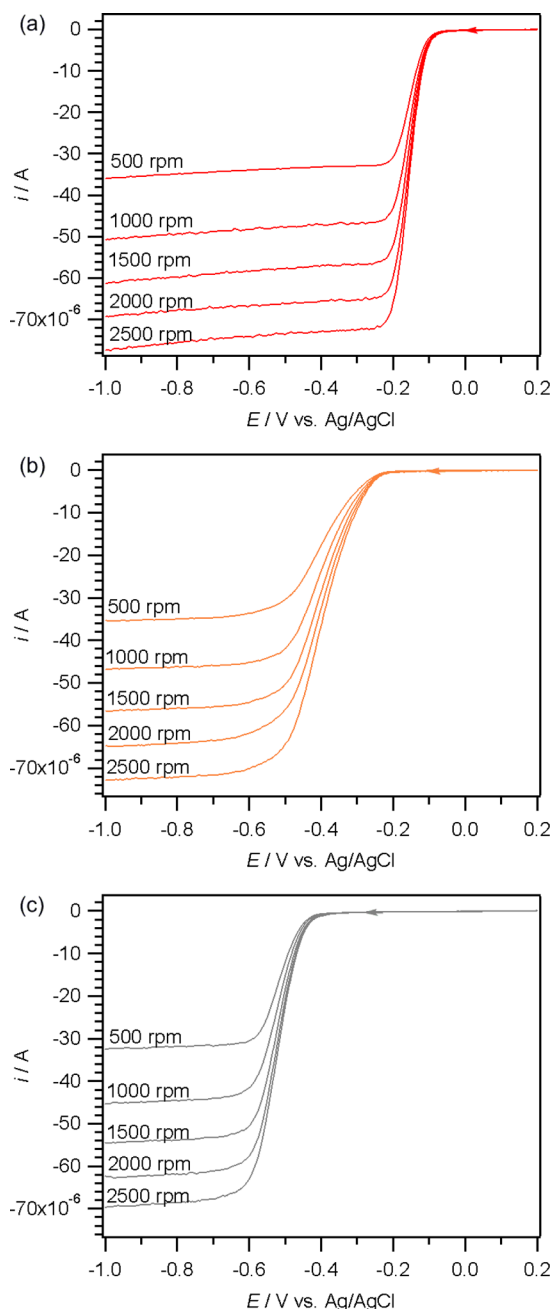 (a)
0
-10
-20
-30
-40
-50
-60
-70x10⁻⁶
i / A
500 rpm
1000 rpm
1500 rpm
2000 rpm
2500 rpm
-1.0 -0.8 -0.6 -0.4 -0.2 0.0 0.2
E / V vs. Ag/AgCl
(b)
0
-10
-20
-30
-40
-50
-60
-70x10⁻⁶
i / A
500 rpm
1000 rpm
1500 rpm
2000 rpm
2500 rpm
-1.0 -0.8 -0.6 -0.4 -0.2 0.0 0.2
E / V vs. Ag/AgCl
(c)
0
-10
-20
-30
-40
-50
-60
-70x10⁻⁶
i / A
500 rpm
1000 rpm
1500 rpm
2000 rpm
2500 rpm
-1.0 -0.8 -0.6 -0.4 -0.2 0.0 0.2
E / V vs. Ag/AgCl